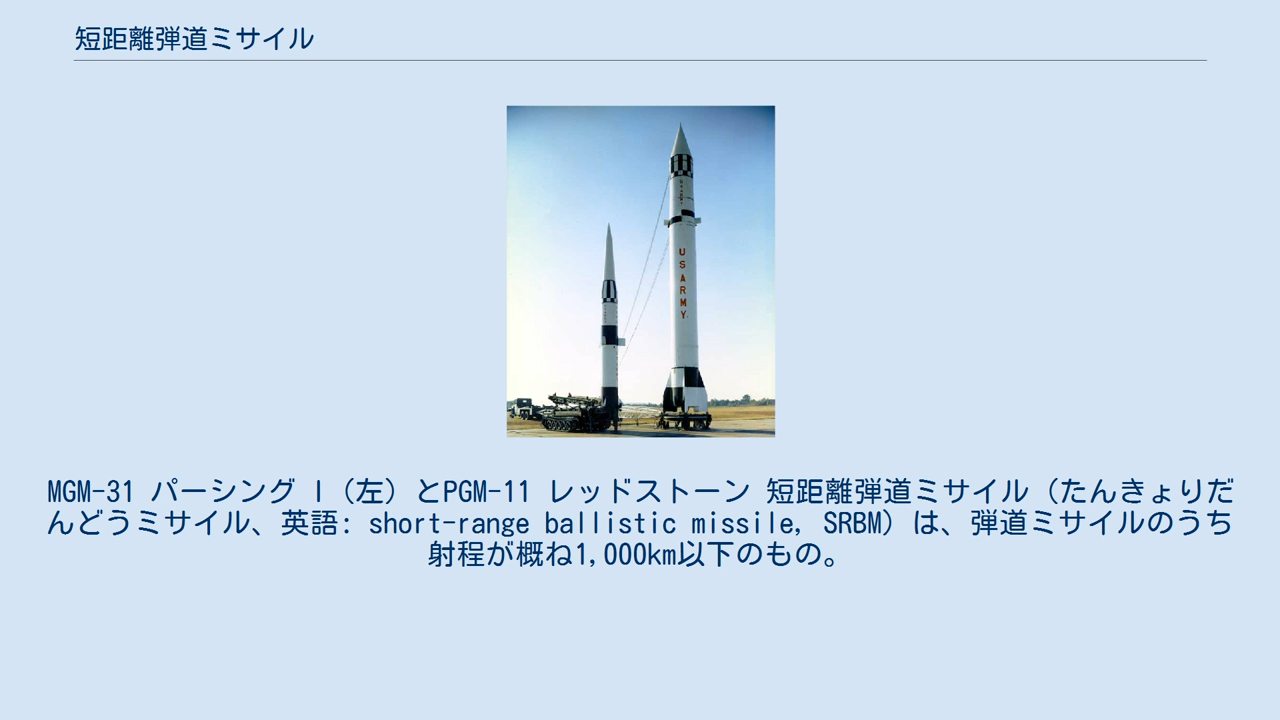 短距離弾道ミサイル
US ARMY
MGM-31 パーシング I（左）とPGM-11 レッドストーン 短距離弾道ミサイル（たんきょりだ
んどうミサイル、英語: short-range ballistic missile, SRBM）は、弾道ミサイルのうち
射程が概ね1,000km以下のもの。